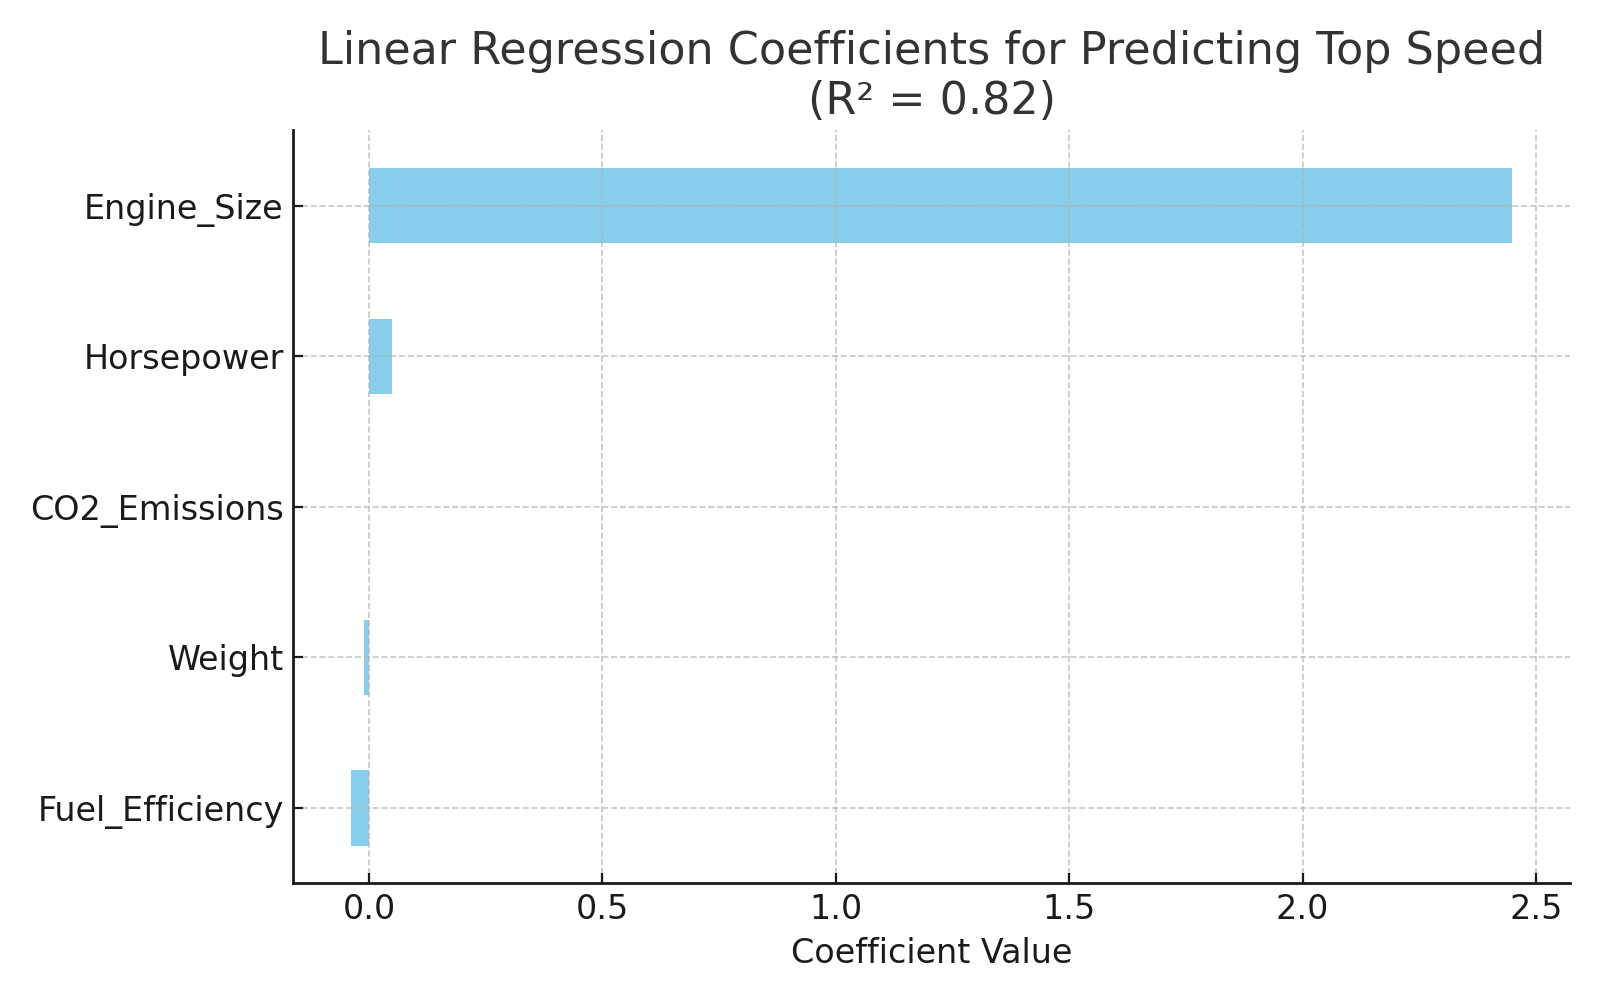 Linear Regression Coefficients for Predicting Top Speed
(R² = 0.82)
Engine_Size
Horsepower
CO2_Emissions
Weight
Fuel_Efficiency
0.0 0.5 1.0 1.5 2.0 2.5
Coefficient Value